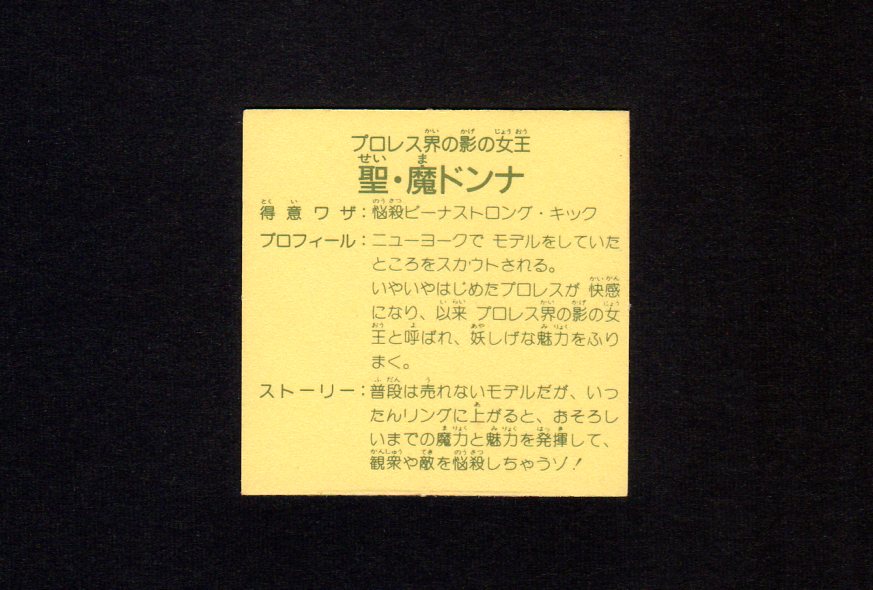 プロレス界の影の女王
聖・魔ドンナ
得意ワザ：悩殺ビーナストロング・キック
プロフィール：ニューヨークで モデルをしていた
ところをスカウトされる。
いやいやはじめたプロレスが 快感
になり、以来 プロレス界の影の女
王と呼ばれ、妖しげな魅力をふり
まく。
ストーリー：普段は売れないモデルだが、いっ
たんリングに上がると、おそろし
いまでの魔力と魅力を発揮して、
観衆や敵を悩殺しちゃうゾ！